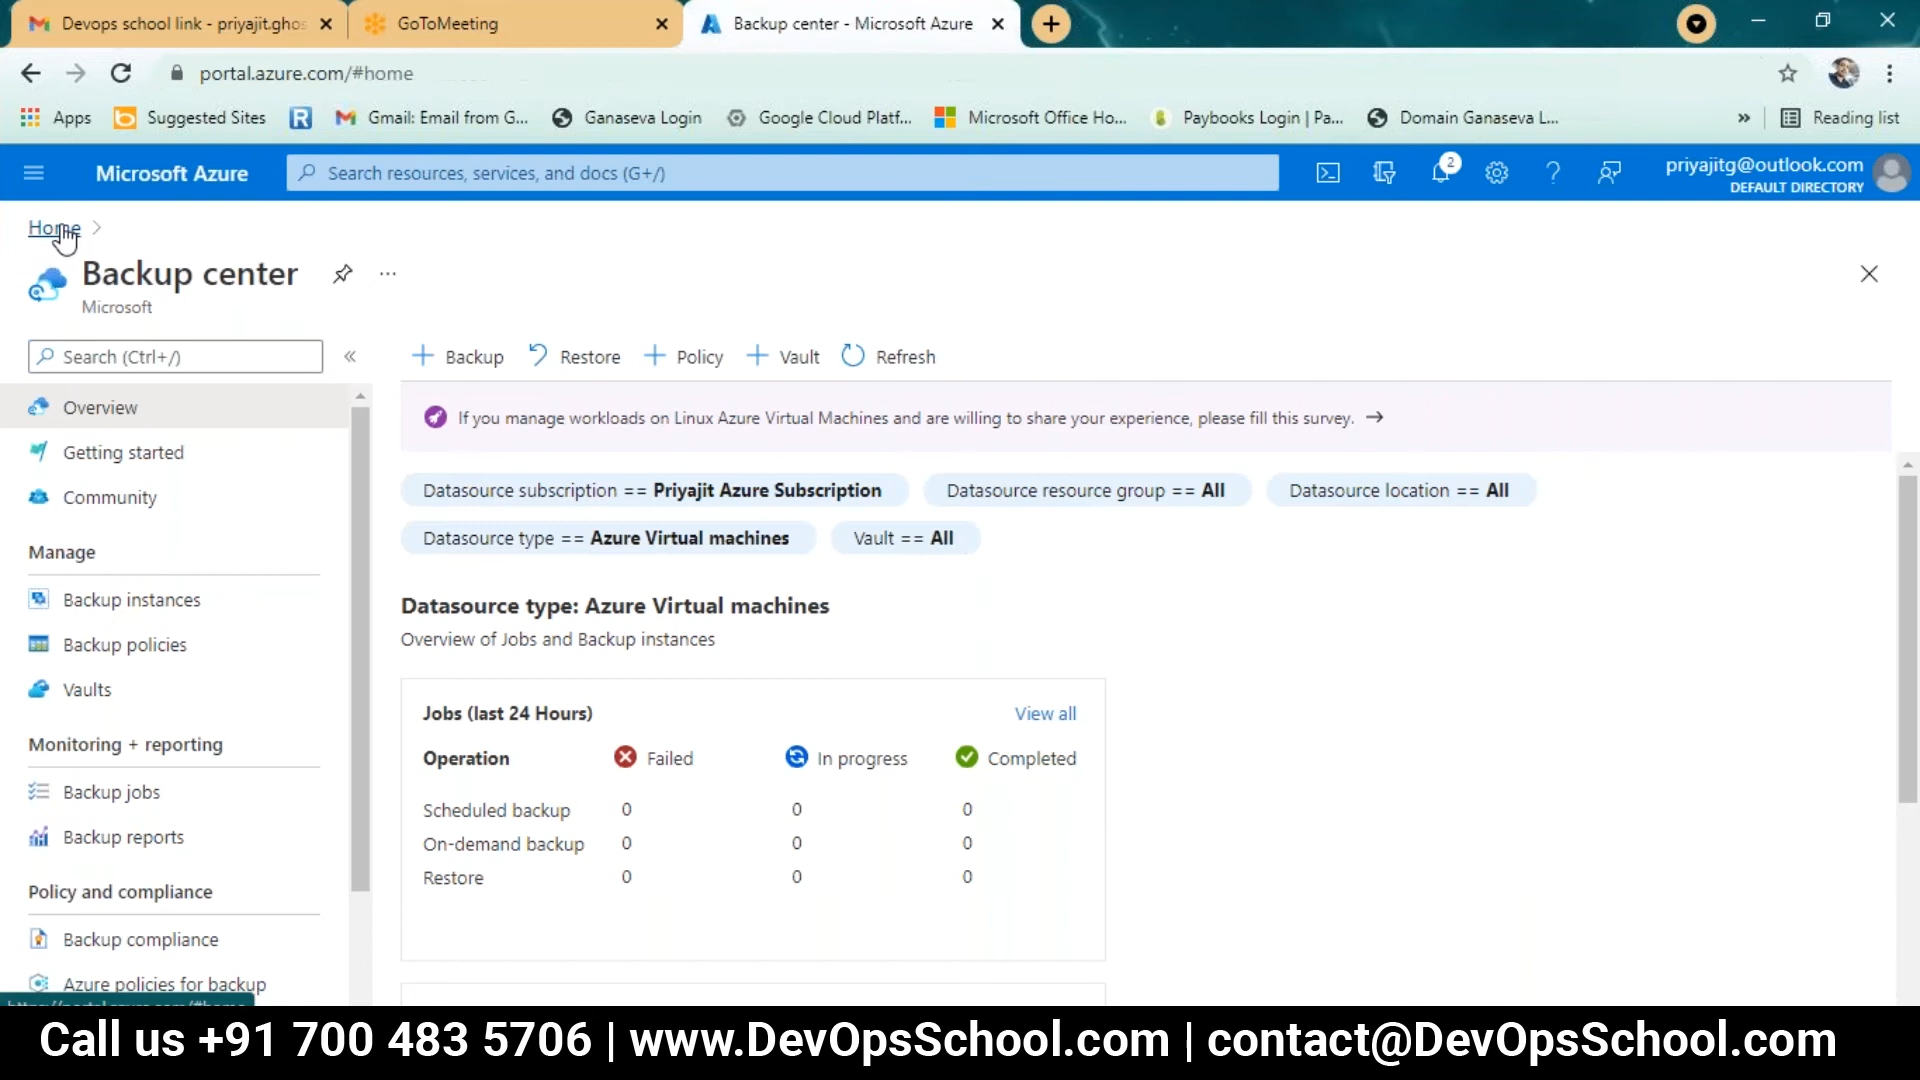 Devops school link - priyajit.ghos
GoToMeeting
Backup center - Microsoft Azure
portal.azure.com/#home
Apps
Suggested Sites
Gmail: Email from G...
Ganaseva Login
Google Cloud Platf...
Microsoft Office Ho...
Paybooks Login | Pa...
Domain Ganaseva L...
»
Reading list
Microsoft Azure
Search resources, services, and docs (G+/)
2
priyajitg@outlook.com
DEFAULT DIRECTORY
Home
Backup center
Microsoft
Search (Ctrl+/)
Backup
Restore
Policy
Vault
Refresh
Overview
Getting started
Community
Manage
Backup instances
Backup policies
Vaults
Monitoring + reporting
Backup jobs
Backup reports
Policy and compliance
Backup compliance
Azure policies for backup
https://portal.azure.com/#home
If you manage workloads on Linux Azure Virtual Machines and are willing to share your experience, please fill this survey. →
Datasource subscription == Priyajit Azure Subscription
Datasource resource group == All
Datasource location == All
Datasource type == Azure Virtual machines
Vault == All
Datasource type: Azure Virtual machines
Overview of Jobs and Backup instances
Jobs (last 24 Hours)
View all
Operation Failed In progress Completed
Scheduled backup 0 0 0
On-demand backup 0 0 0
Restore 0 0 0
Call us +91 700 483 5706 | www.DevOpsSchool.com | contact@DevOpsSchool.com